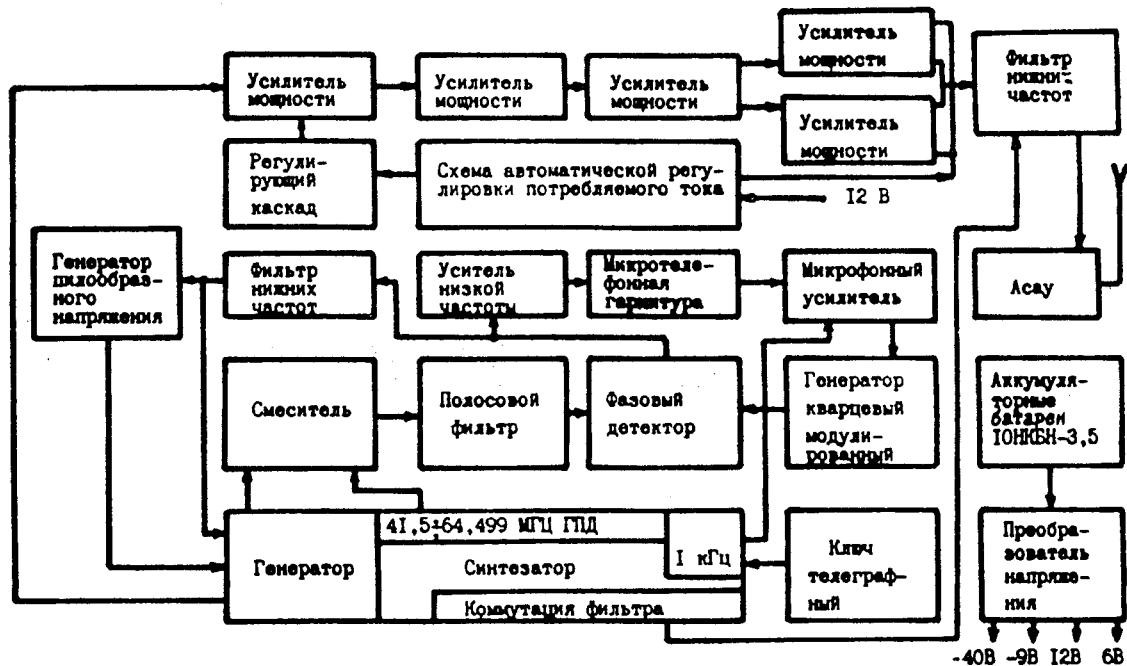 Усилитель
мощности
Усилитель
мощности
Усилитель
мощности
Усилитель
мощности
Усилитель
мощности
Фильтр
нижних
частот
Регули-
рующий
каскад
Схема автоматической регу-
лировки потребляемого тока
I2 В
Генератор
пилообраз-
ного
напряжения
Фильтр
нижних
частот
Уситель
низкой
частоты
Микротеле-
фонная
гарнитура
Микрофонный
усилитель
Асау
Смеситель
Полосовой
фильтр
Фазовый
детектор
Генератор
кварцевый
модули-
рованный
Аккумуля-
торные
батареи
IОНКБН-3,5
Генератор
4I,5÷64,499 МГЦ ГПД
Синтезатор
I кГц
Коммутация фильтра
Ключ
телеграф-
ный
Преобра-
зователь
напряже-
ния
-40В -9В I2В 6В